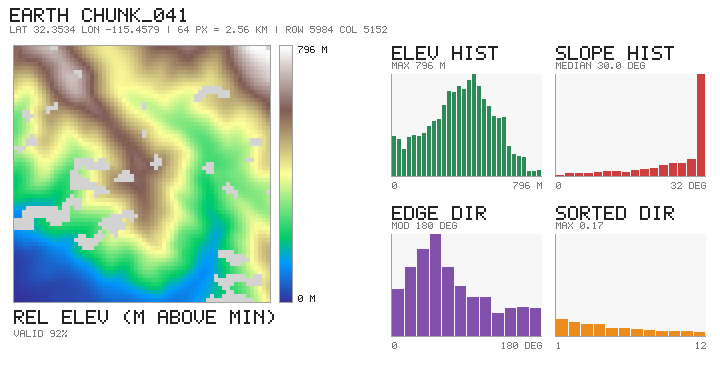 EARTH CHUNK_041
LAT 32.3534 LON -115.4579 | 64 PX = 2.56 KM | ROW 5984 COL 5152
796 M
0 M
REL ELEV (M ABOVE MIN)
VALID 92%
ELEV HIST
MAX 796 M
0 796 M
SLOPE HIST
MEDIAN 30.0 DEG
0 32 DEG
EDGE DIR
MOD 180 DEG
0 180 DEG
SORTED DIR
MAX 0.17
1 12